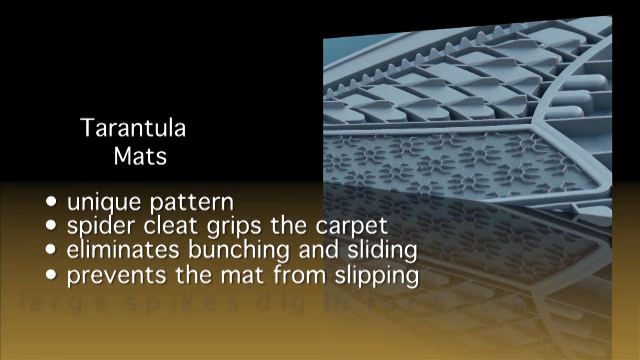 Tarantula
Mats
• unique pattern
• spider cleat grips the carpet
• eliminates bunching and sliding
• prevents the mat from slipping
large spikes dig in for